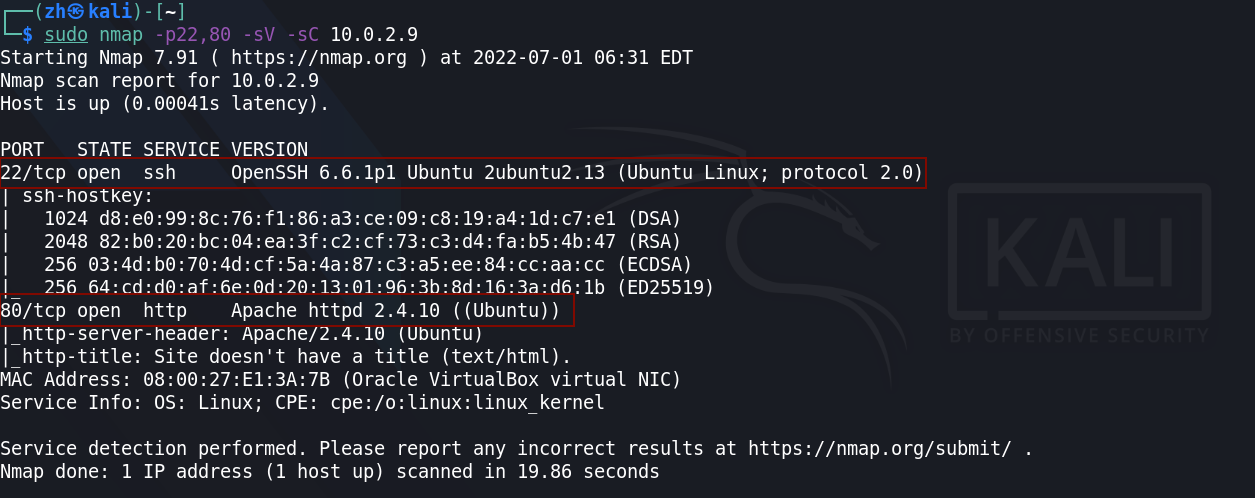 ┌──(zh㉿kali)-[~]
└─$ sudo nmap -p22,80 -sV -sC 10.0.2.9
Starting Nmap 7.91 ( https://nmap.org ) at 2022-07-01 06:31 EDT
Nmap scan report for 10.0.2.9
Host is up (0.00041s latency).
PORT   STATE SERVICE VERSION
22/tcp open  ssh     OpenSSH 6.6.1p1 Ubuntu 2ubuntu2.13 (Ubuntu Linux; protocol 2.0)
| ssh-hostkey:
|   1024 d8:e0:99:8c:76:f1:86:a3:ce:09:c8:19:a4:1d:c7:e1 (DSA)
|   2048 82:b0:20:bc:04:ea:3f:c2:cf:73:c3:d4:fa:b5:4b:47 (RSA)
|   256 03:4d:b0:70:4d:cf:5a:4a:87:c3:a5:ee:84:cc:aa:cc (ECDSA)
|_  256 64:cd:d0:af:6e:0d:20:13:01:96:3b:8d:16:3a:d6:1b (ED25519)
80/tcp open  http    Apache httpd 2.4.10 ((Ubuntu))
|_http-server-header: Apache/2.4.10 (Ubuntu)
|_http-title: Site doesn't have a title (text/html).
MAC Address: 08:00:27:E1:3A:7B (Oracle VirtualBox virtual NIC)
Service Info: OS: Linux; CPE: cpe:/o:linux:linux_kernel
Service detection performed. Please report any incorrect results at https://nmap.org/submit/ .
Nmap done: 1 IP address (1 host up) scanned in 19.86 seconds
KALI
BY OFFENSIVE SECURITY